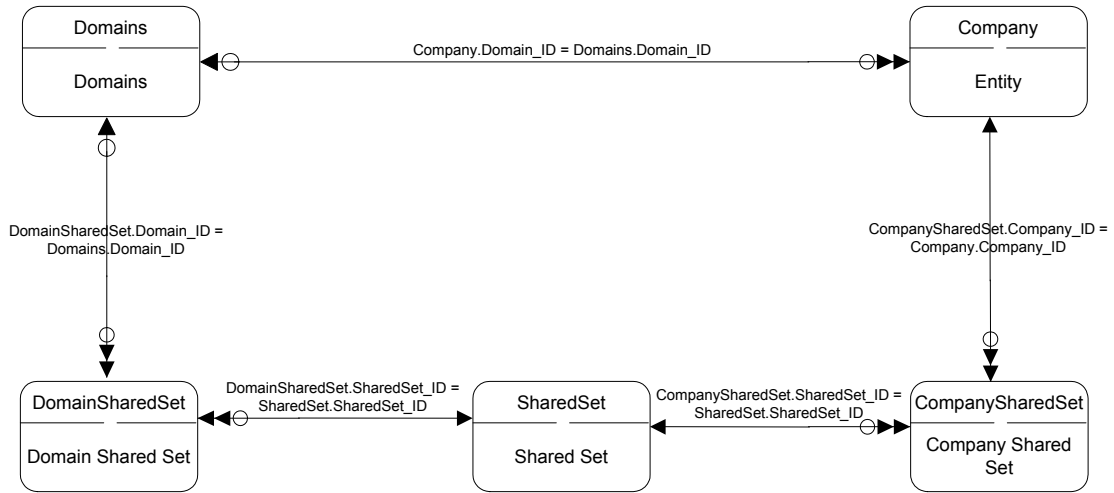 Domains
Domains
Company.Domain_ID = Domains.Domain_ID
Company
Entity
DomainSharedSet.Domain_ID =
Domains.Domain_ID
CompanySharedSet.Company_ID =
Company.Company_ID
DomainSharedSet
Domain Shared Set
DomainSharedSet.SharedSet_ID =
SharedSet.SharedSet_ID
SharedSet
Shared Set
CompanySharedSet.SharedSet_ID =
SharedSet.SharedSet_ID
CompanySharedSet
Company Shared
Set